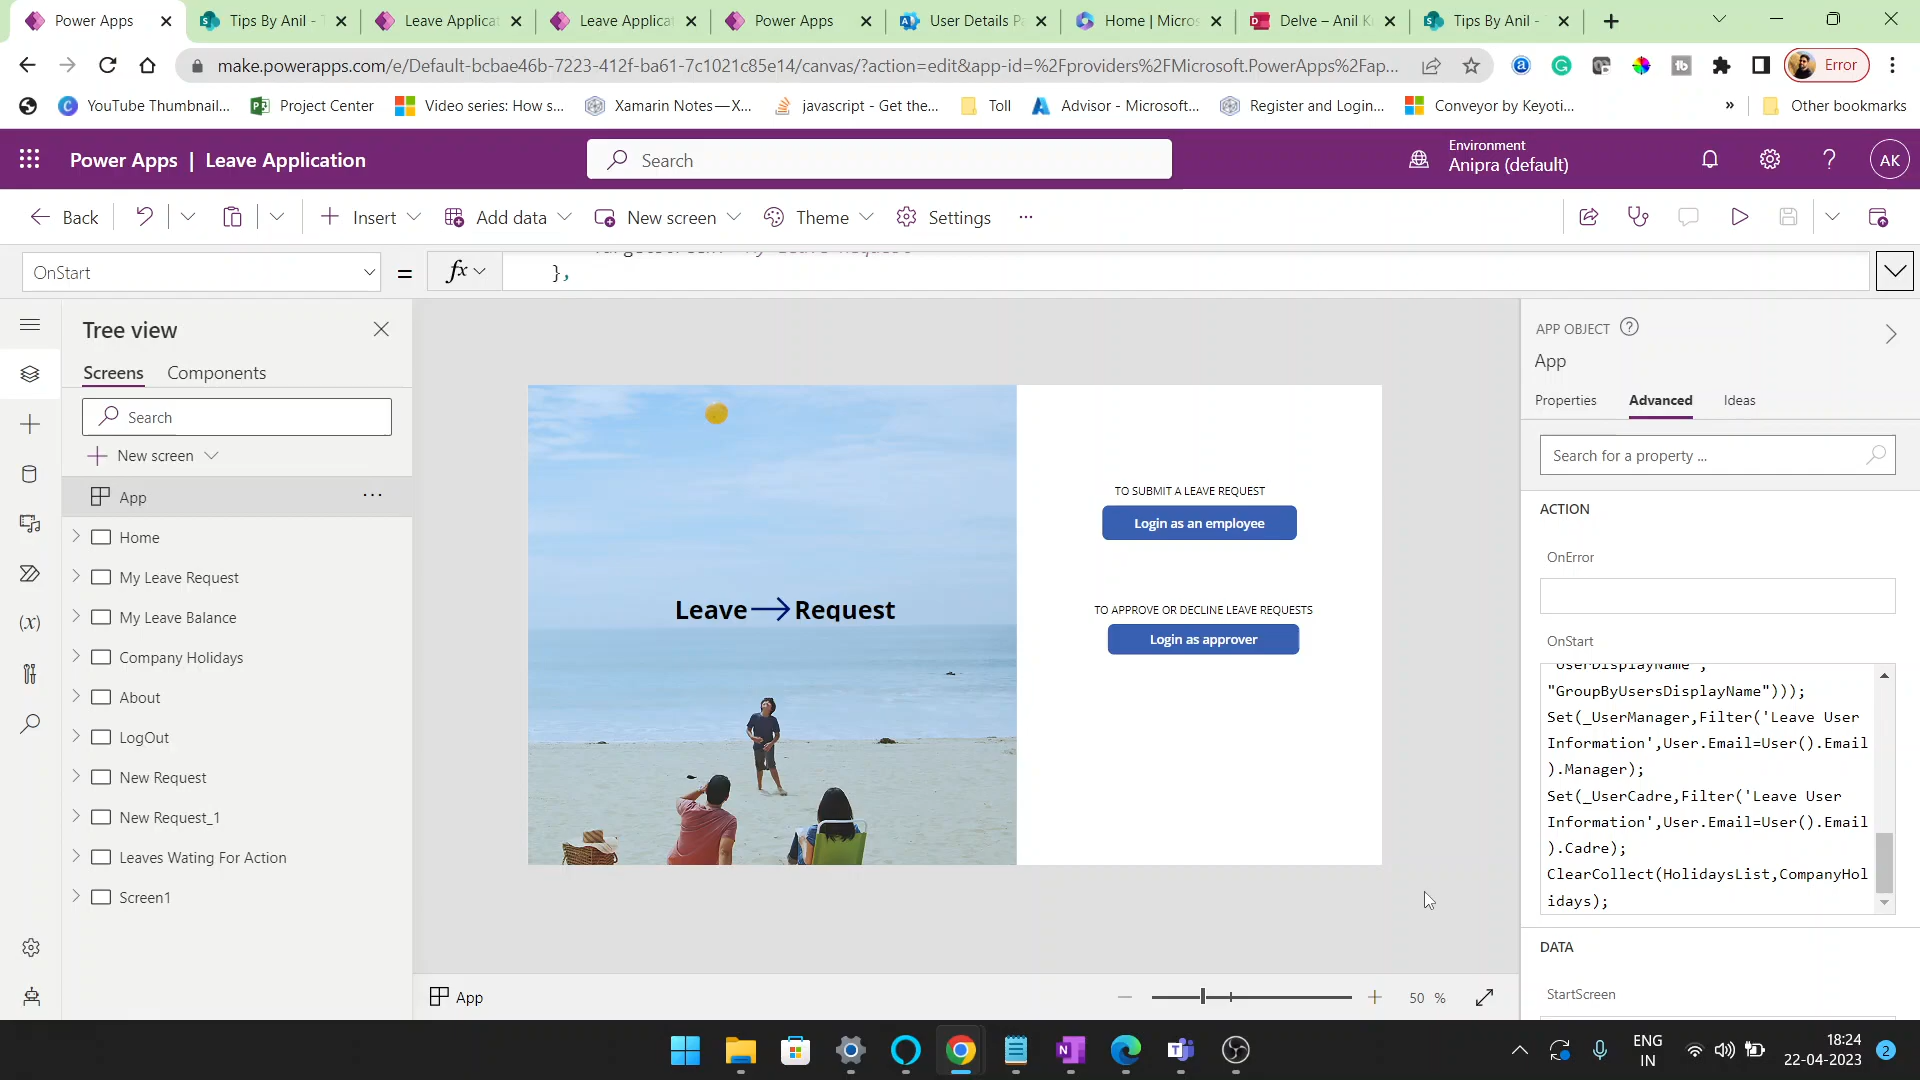 Power Apps
Tips By Anil -
Leave Applicat
Leave Applicat
Power Apps
User Details Pa
Home | Micros
Delve – Anil K
Tips By Anil -
make.powerapps.com/e/Default-bcbae46b-7223-412f-ba61-7c1021c85e14/canvas/?action=edit&app-id=%2Fproviders%2FMicrosoft.PowerApps%2Fap...
Error
YouTube Thumbnail...
Project Center
Video series: How s...
Xamarin Notes—X...
javascript - Get the...
Toll
Advisor - Microsoft...
Register and Login...
Conveyor by Keyoti...
»
Other bookmarks
Power Apps | Leave Application
Search
Environment
Anipra (default)
AK
Back
Insert
Add data
New screen
Theme
Settings
OnStart
=
fx
},
Tree view
Screens
Components
Search
New screen
App
Home
My Leave Request
My Leave Balance
Company Holidays
About
LogOut
New Request
New Request_1
Leaves Wating For Action
Screen1
Leave
Request
TO SUBMIT A LEAVE REQUEST
Login as an employee
TO APPROVE OR DECLINE LEAVE REQUESTS
Login as approver
APP OBJECT
App
Properties
Advanced
Ideas
Search for a property ...
ACTION
OnError
OnStart
"UserDisplayName",
"GroupByUsersDisplayName")));
Set(_UserManager,Filter('Leave User
Information',User.Email=User().Email
).Manager);
Set(_UserCadre,Filter('Leave User
Information',User.Email=User().Email
).Cadre);
ClearCollect(HolidaysList,CompanyHol
idays);
DATA
StartScreen
App
50 %
ENG
IN
18:24
22-04-2023
2